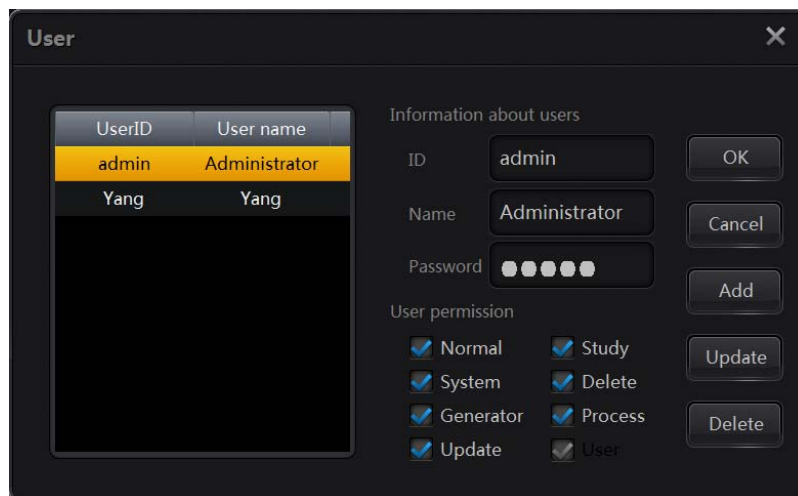 User
UserID User name
admin Administrator
Yang Yang
Information about users
ID admin
Name Administrator
Password
User permission
Normal Study
System Delete
Generator Process
Update User
OK
Cancel
Add
Update
Delete